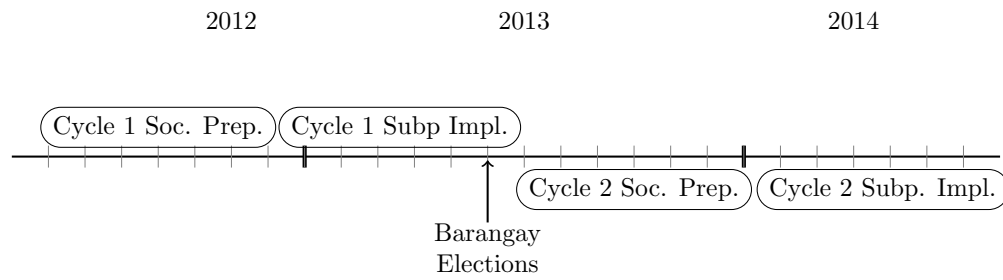 2012
2013
2014
Cycle 1 Soc. Prep.
Cycle 1 Subp Impl.
Cycle 2 Soc. Prep.
Cycle 2 Subp. Impl.
Barangay
Elections